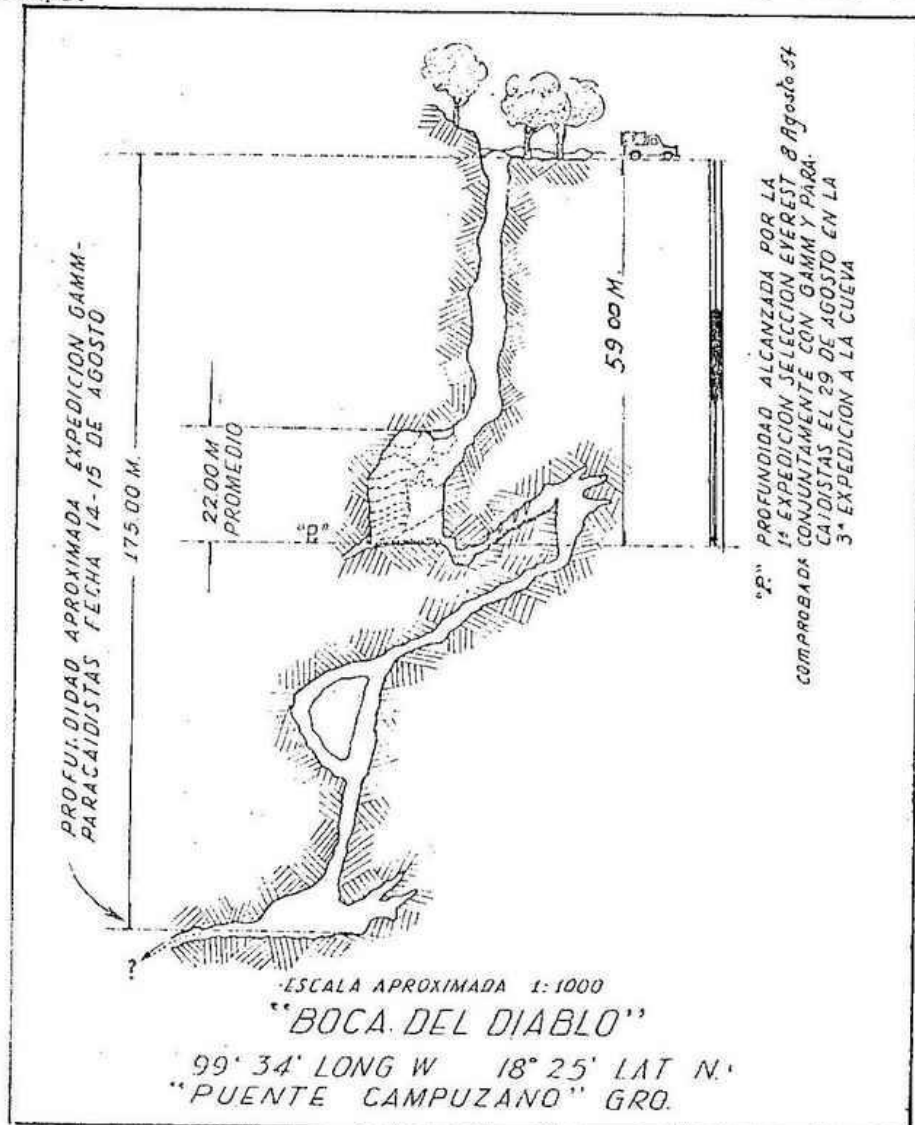 PROFUI.DIDAD APROXIMADA EXPEDICION GAMM-
PARACAIDISTAS FECHA 14-15 DE AGOSTO
175.00 M.
22.00 M
PROMEDIO
"P."
59 00 M.
"P." PROFUNDIDAD ALCANZADA POR LA
1ª EXPEDICION SELECCION EVEREST 8 Agosto 54
COMPROBADA CONJUNTAMENTE CON GAMM Y PARA-
CAIDISTAS EL 29 DE AGOSTO EN LA
3ª EXPEDICION A LA CUEVA
?
ESCALA APROXIMADA 1:1000
"BOCA DEL DIABLO"
99° 34' LONG W 18° 25' LAT N.
"PUENTE CAMPUZANO" GRO.